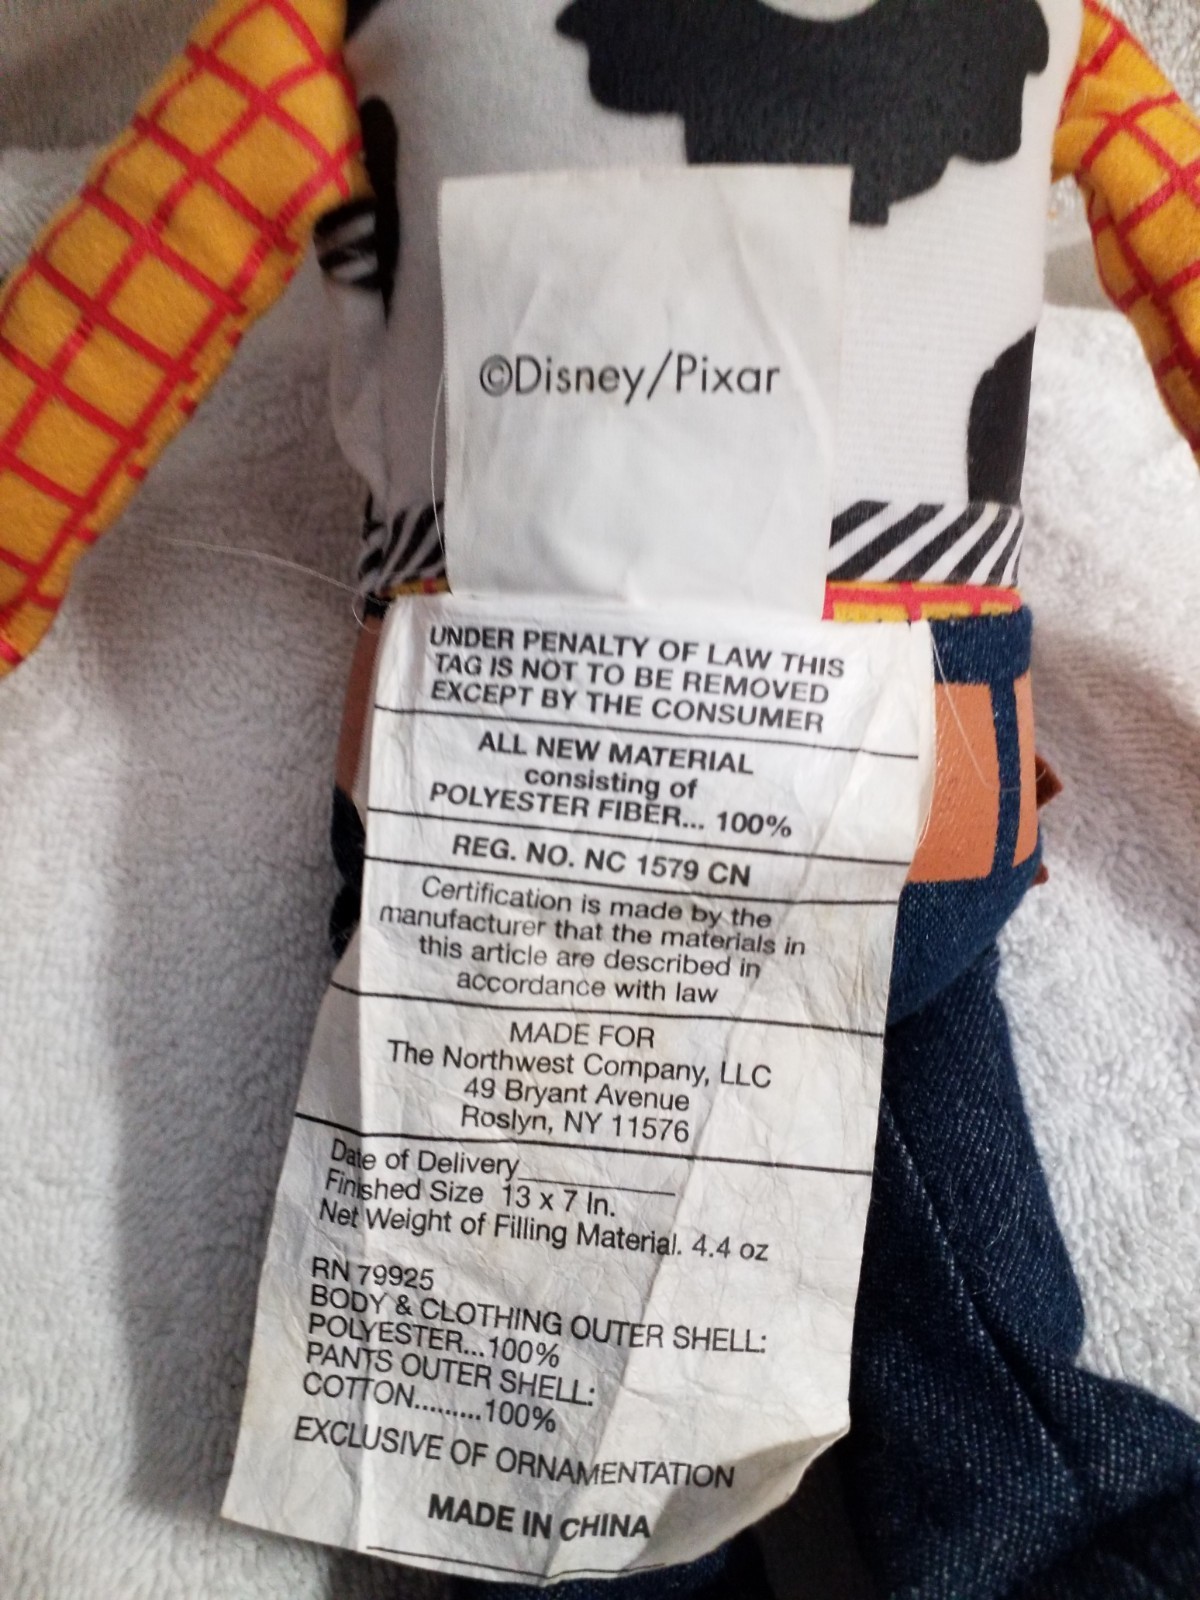 ©Disney/Pixar
UNDER PENALTY OF LAW THIS
TAG IS NOT TO BE REMOVED
EXCEPT BY THE CONSUMER
ALL NEW MATERIAL
consisting of
POLYESTER FIBER... 100%
REG. NO. NC 1579 CN
Certification is made by the
manufacturer that the materials in
this article are described in
accordance with law
MADE FOR
The Northwest Company, LLC
49 Bryant Avenue
Roslyn, NY 11576
Date of Delivery____________
Finished Size 13 x 7 In.
Net Weight of Filling Material. 4.4 oz
RN 79925
BODY & CLOTHING OUTER SHELL:
POLYESTER...100%
PANTS OUTER SHELL:
COTTON.........100%
EXCLUSIVE OF ORNAMENTATION
MADE IN CHINA